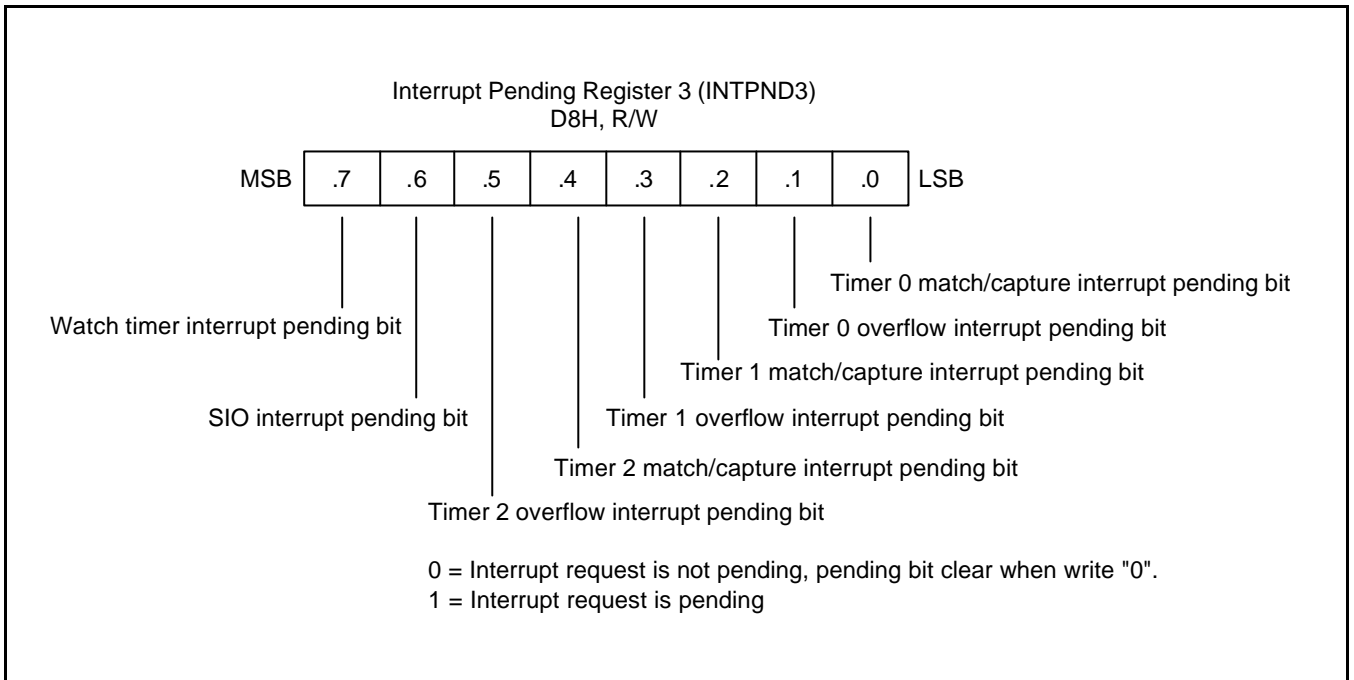 Interrupt Pending Register 3 (INTPND3)
D8H, R/W
MSB .7 .6 .5 .4 .3 .2 .1 .0 LSB
Timer 0 match/capture interrupt pending bit
Watch timer interrupt pending bit
Timer 0 overflow interrupt pending bit
Timer 1 match/capture interrupt pending bit
SIO interrupt pending bit
Timer 1 overflow interrupt pending bit
Timer 2 match/capture interrupt pending bit
Timer 2 overflow interrupt pending bit
0 = Interrupt request is not pending, pending bit clear when write "0".
1 = Interrupt request is pending